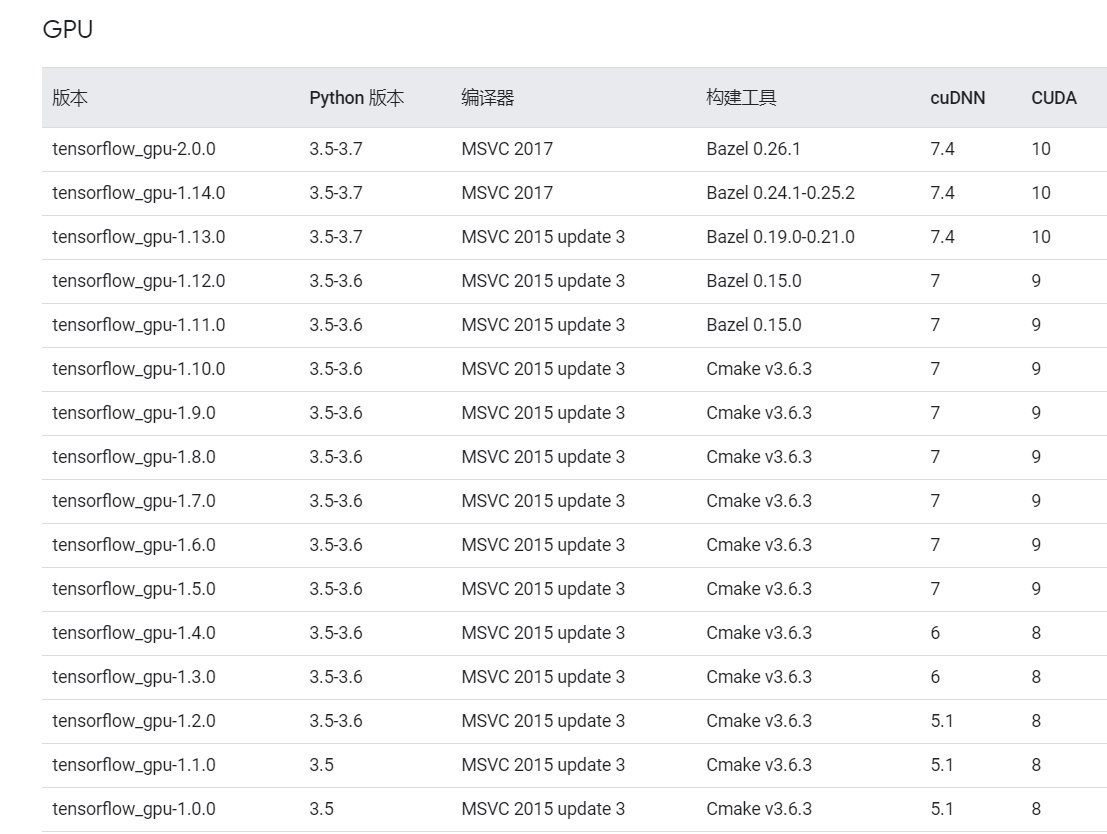 GPU
版本 Python 版本 编译器 构建工具 cuDNN CUDA
tensorflow_gpu-2.0.0 3.5-3.7 MSVC 2017 Bazel 0.26.1 7.4 10
tensorflow_gpu-1.14.0 3.5-3.7 MSVC 2017 Bazel 0.24.1-0.25.2 7.4 10
tensorflow_gpu-1.13.0 3.5-3.7 MSVC 2015 update 3 Bazel 0.19.0-0.21.0 7.4 10
tensorflow_gpu-1.12.0 3.5-3.6 MSVC 2015 update 3 Bazel 0.15.0 7 9
tensorflow_gpu-1.11.0 3.5-3.6 MSVC 2015 update 3 Bazel 0.15.0 7 9
tensorflow_gpu-1.10.0 3.5-3.6 MSVC 2015 update 3 Cmake v3.6.3 7 9
tensorflow_gpu-1.9.0 3.5-3.6 MSVC 2015 update 3 Cmake v3.6.3 7 9
tensorflow_gpu-1.8.0 3.5-3.6 MSVC 2015 update 3 Cmake v3.6.3 7 9
tensorflow_gpu-1.7.0 3.5-3.6 MSVC 2015 update 3 Cmake v3.6.3 7 9
tensorflow_gpu-1.6.0 3.5-3.6 MSVC 2015 update 3 Cmake v3.6.3 7 9
tensorflow_gpu-1.5.0 3.5-3.6 MSVC 2015 update 3 Cmake v3.6.3 7 9
tensorflow_gpu-1.4.0 3.5-3.6 MSVC 2015 update 3 Cmake v3.6.3 6 8
tensorflow_gpu-1.3.0 3.5-3.6 MSVC 2015 update 3 Cmake v3.6.3 6 8
tensorflow_gpu-1.2.0 3.5-3.6 MSVC 2015 update 3 Cmake v3.6.3 5.1 8
tensorflow_gpu-1.1.0 3.5 MSVC 2015 update 3 Cmake v3.6.3 5.1 8
tensorflow_gpu-1.0.0 3.5 MSVC 2015 update 3 Cmake v3.6.3 5.1 8